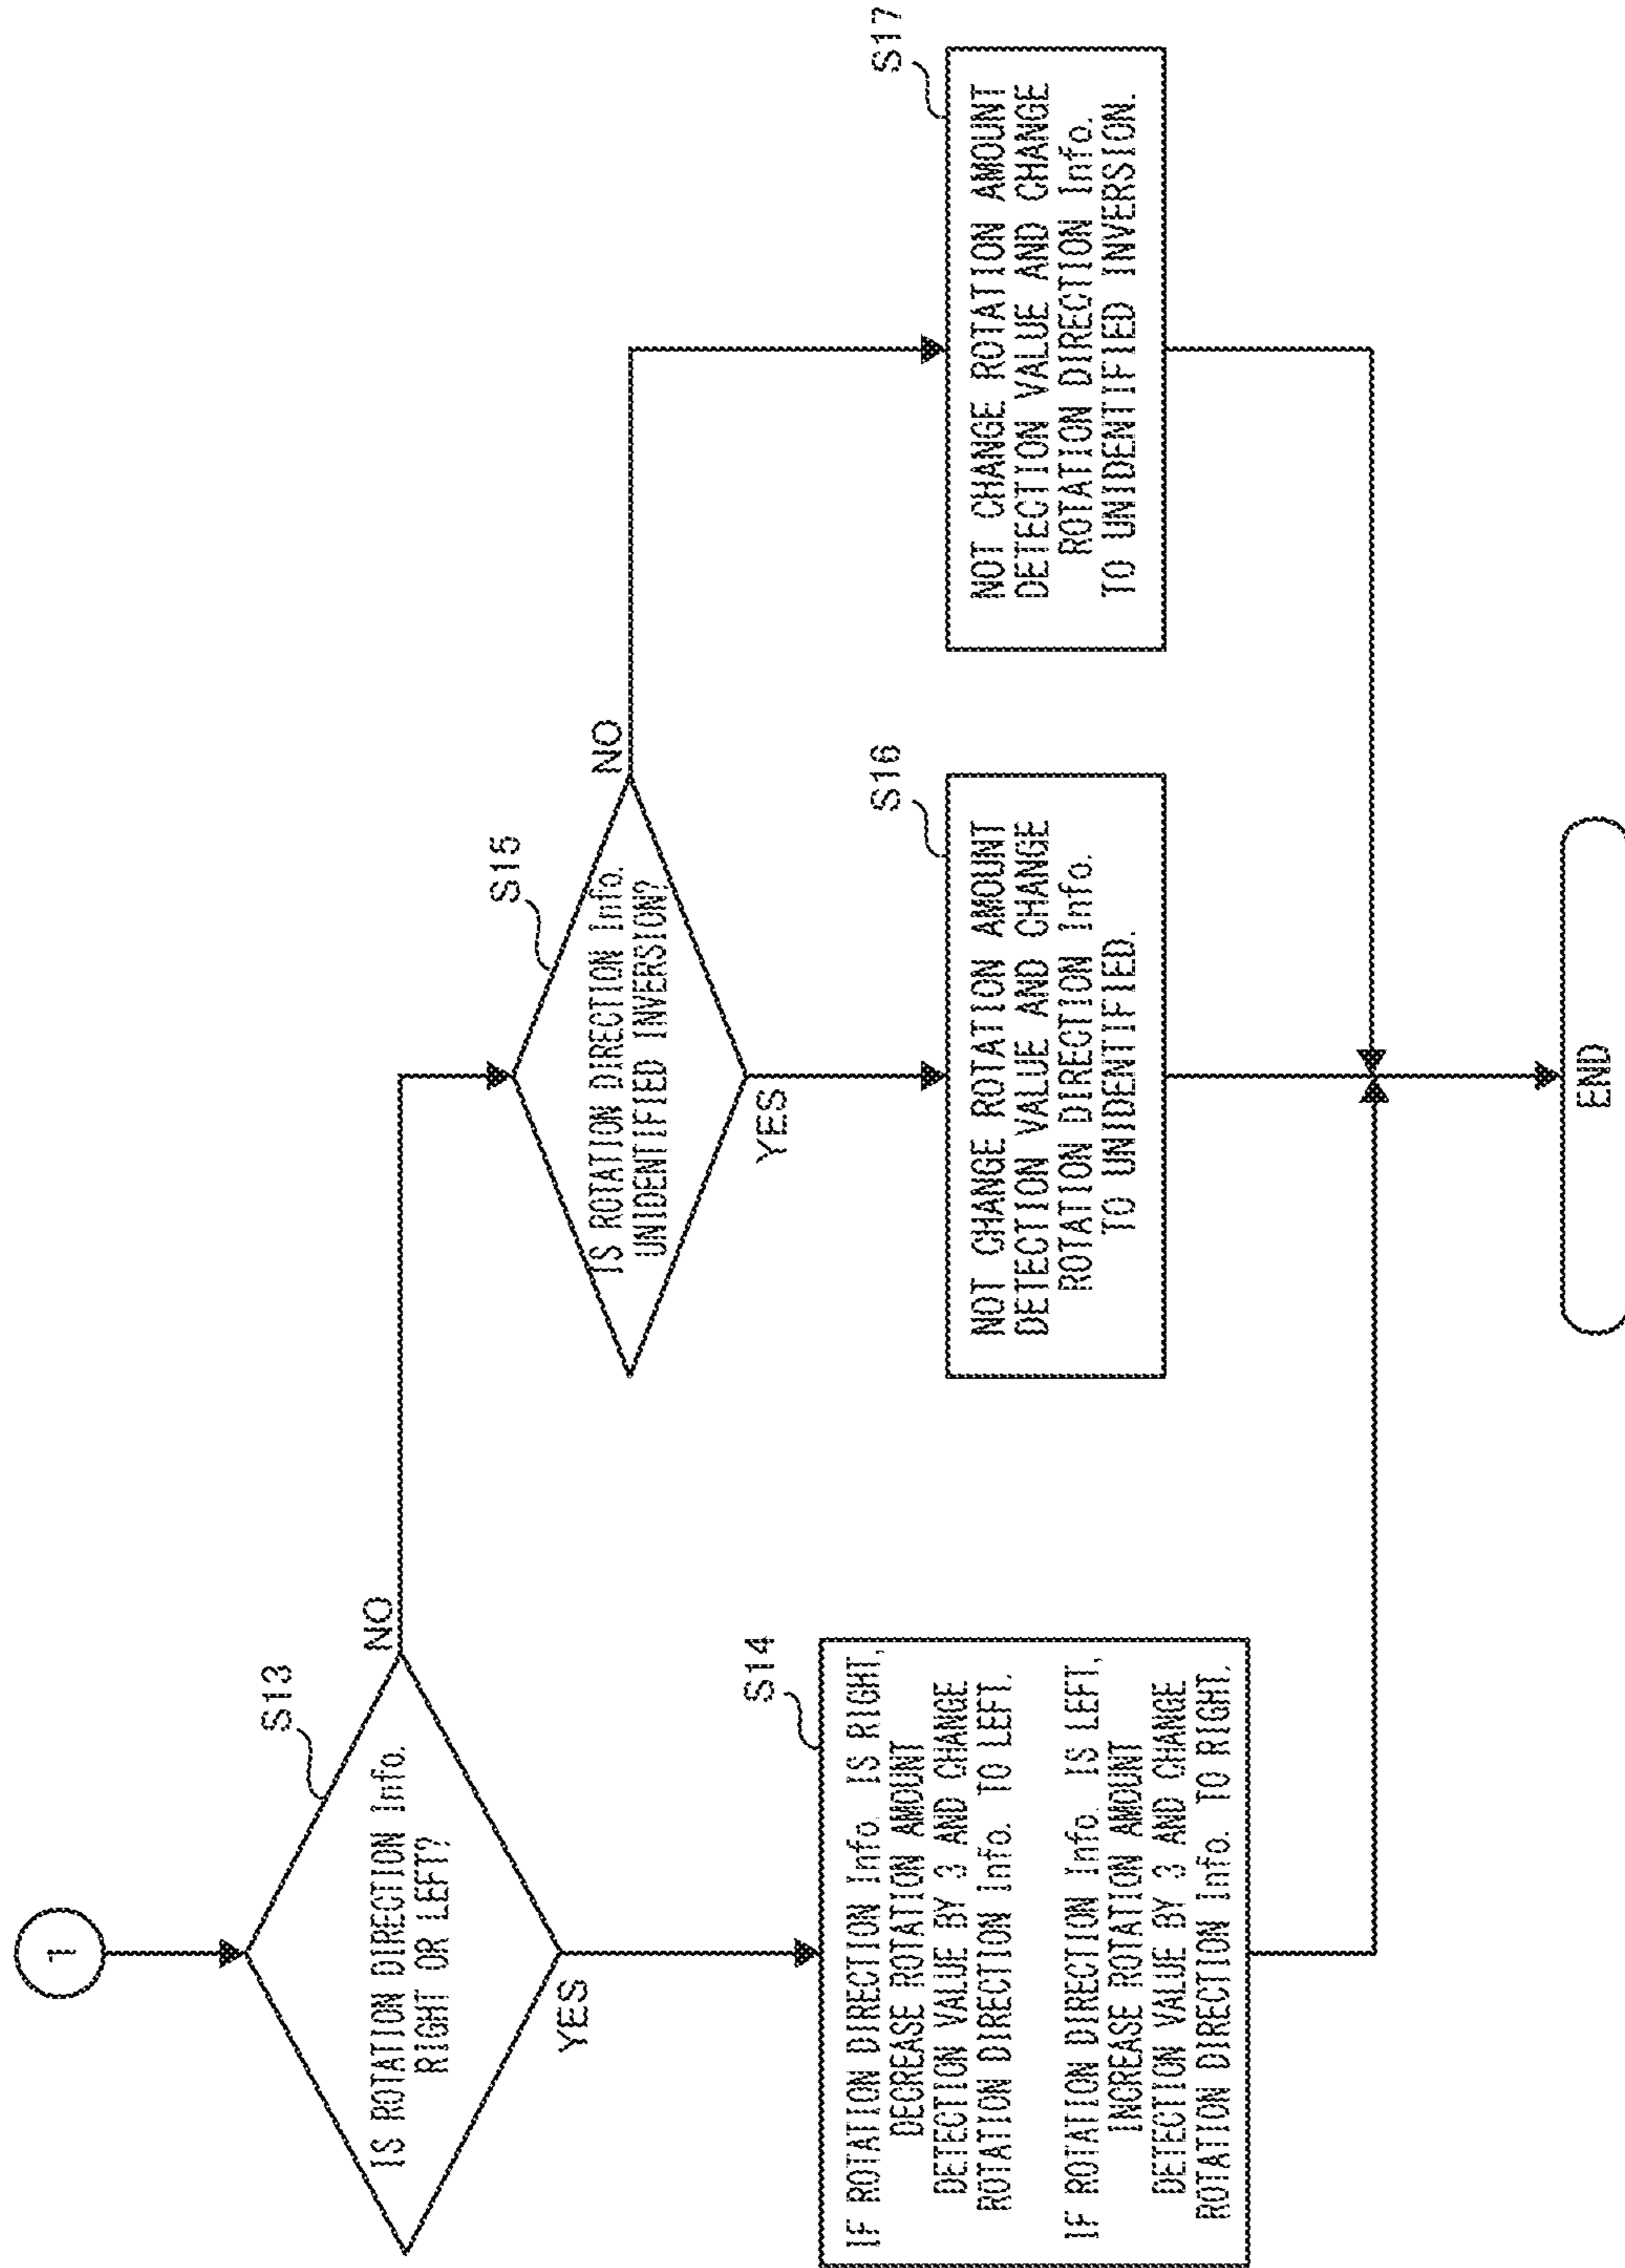 1
S13
IS ROTATION DIRECTION Info.
RIGHT OR LEFT?
NO
YES
S14
IF ROTATION DIRECTION Info. IS RIGHT,
DECREASE ROTATION AMOUNT
DETECTION VALUE BY 3 AND CHANGE
ROTATION DIRECTION Info. TO LEFT.
IF ROTATION DIRECTION Info. IS LEFT,
INCREASE ROTATION AMOUNT
DETECTION VALUE BY 3 AND CHANGE
ROTATION DIRECTION Info. TO RIGHT.
S15
IS ROTATION DIRECTION Info.
UNIDENTIFIED INVERSION?
NO
YES
S16
NOT CHANGE ROTATION AMOUNT
DETECTION VALUE AND CHANGE
ROTATION DIRECTION Info.
TO UNIDENTIFIED.
S17
NOT CHANGE ROTATION AMOUNT
DETECTION VALUE AND CHANGE
ROTATION DIRECTION Info.
TO UNIDENTIFIED INVERSION.
END